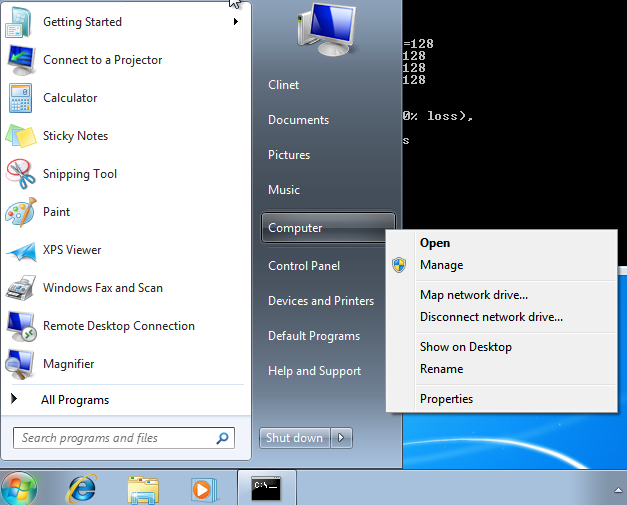 Getting Started
Connect to a Projector
Calculator
Sticky Notes
Snipping Tool
Paint
XPS Viewer
Windows Fax and Scan
Remote Desktop Connection
Magnifier
All Programs
Search programs and files
Clinet
Documents
Pictures
Music
Computer
Control Panel
Devices and Printers
Default Programs
Help and Support
Shut down
=128
128
128
128
0% loss),
s
Open
Manage
Map network drive...
Disconnect network drive...
Show on Desktop
Rename
Properties
C:\._